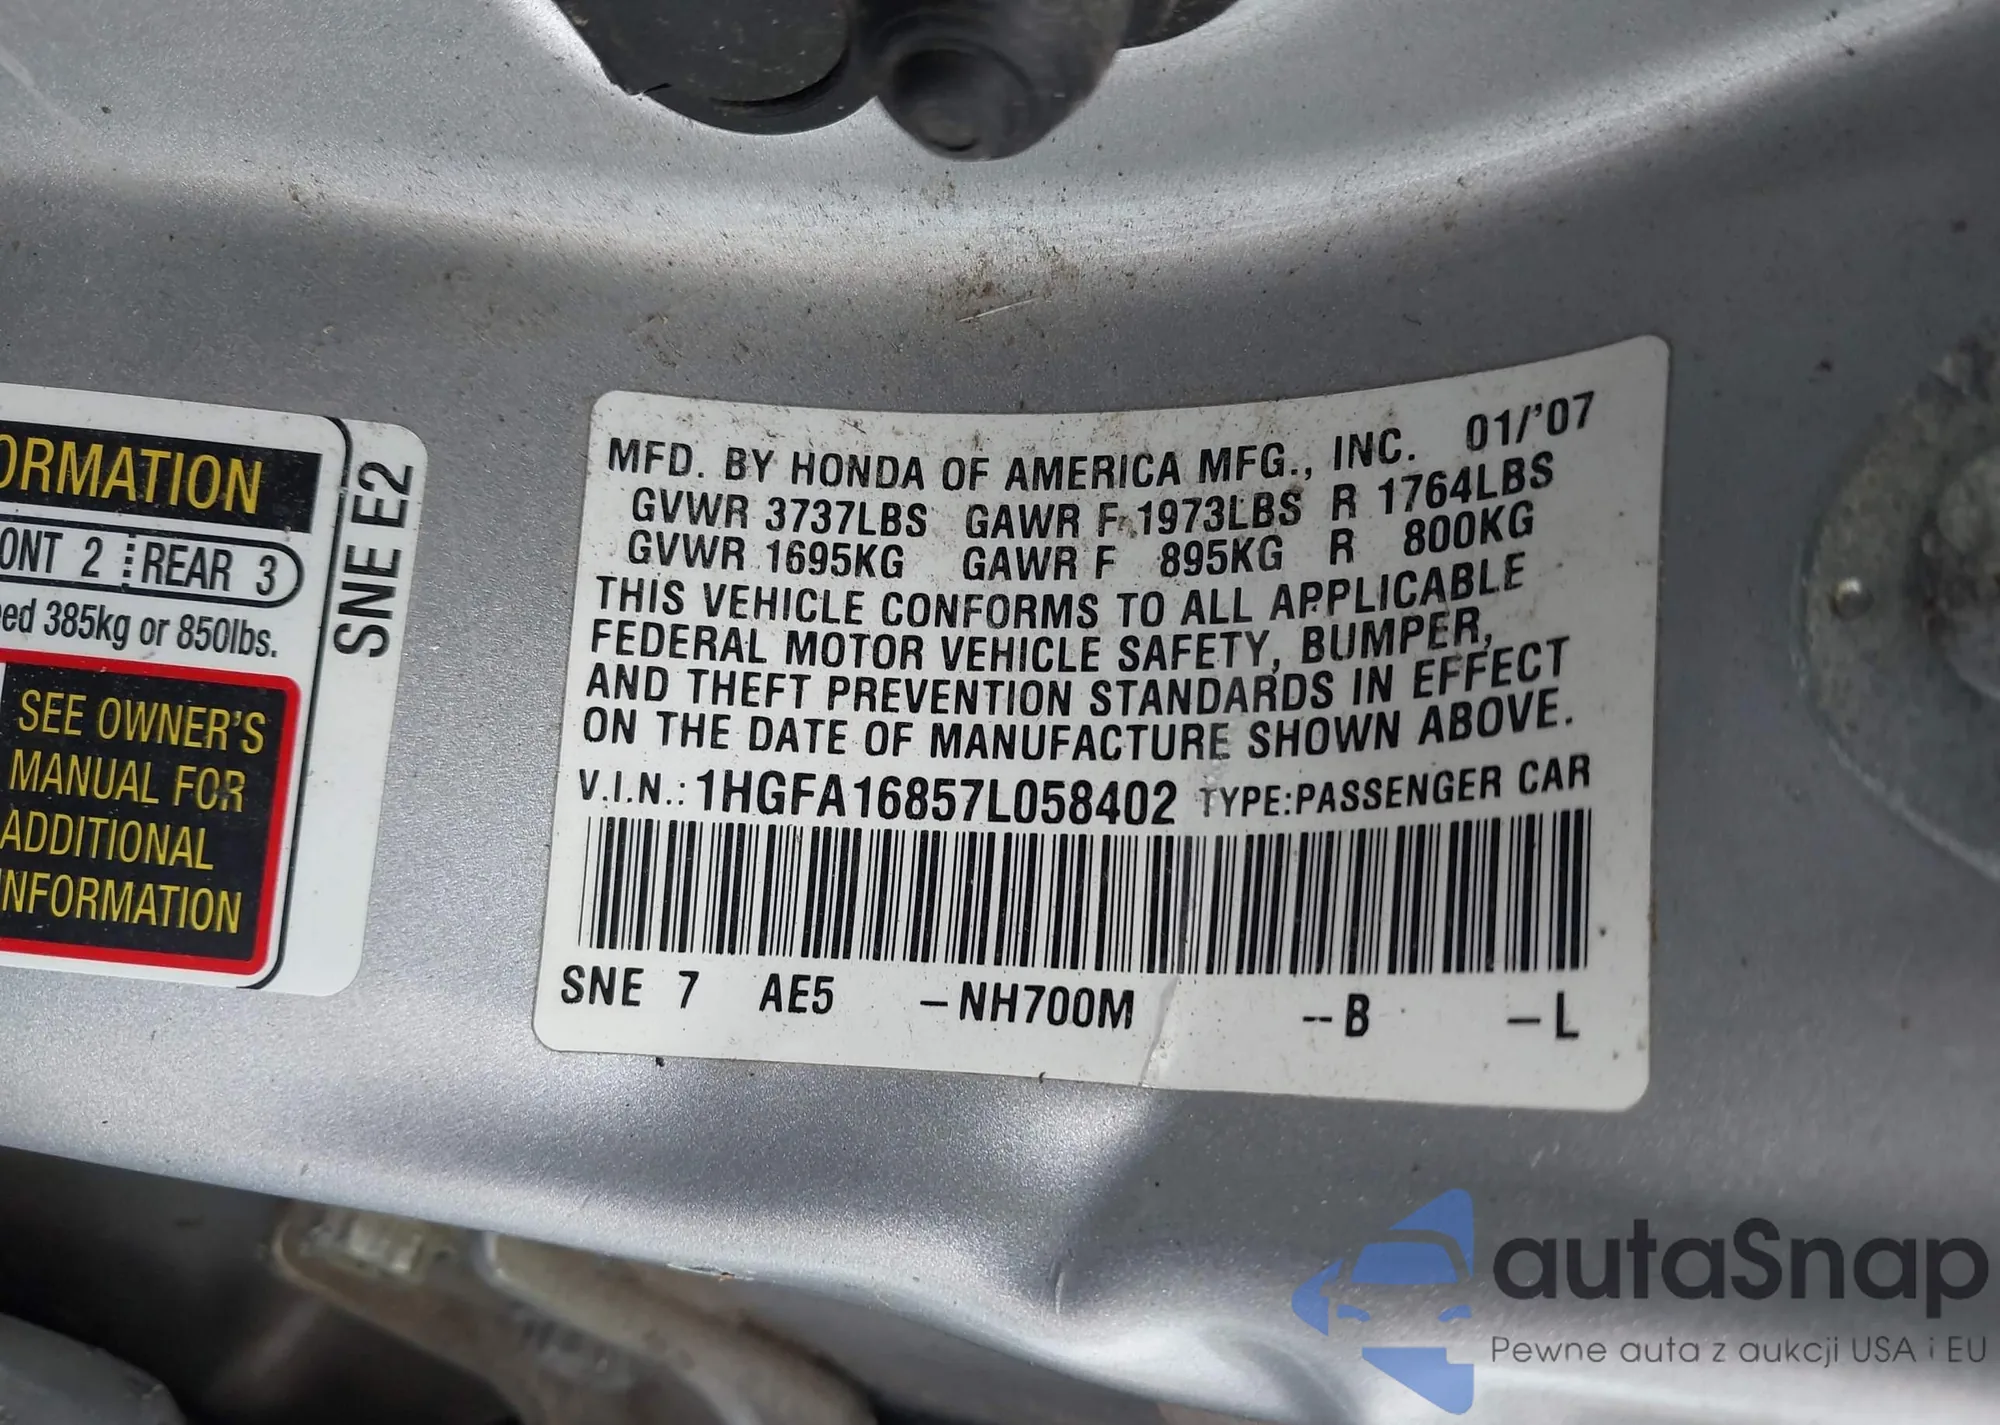 ORMATION
ONT 2 REAR 3
eed 385kg or 850lbs.
SEE OWNER'S
MANUAL FOR
ADDITIONAL
INFORMATION
SNE E2
MFD. BY HONDA OF AMERICA MFG., INC. 01/'07
GVWR 3737LBS GAWR F 1973LBS R 1764LBS
GVWR 1695KG GAWR F 895KG R 800KG
THIS VEHICLE CONFORMS TO ALL APPLICABLE
FEDERAL MOTOR VEHICLE SAFETY, BUMPER,
AND THEFT PREVENTION STANDARDS IN EFFECT
ON THE DATE OF MANUFACTURE SHOWN ABOVE.
V.I.N.: 1HGFA16857L058402 TYPE:PASSENGER CAR
SNE 7 AE5 –NH700M --B –L
autaSnap
Pewne auta z aukcji USA i EU